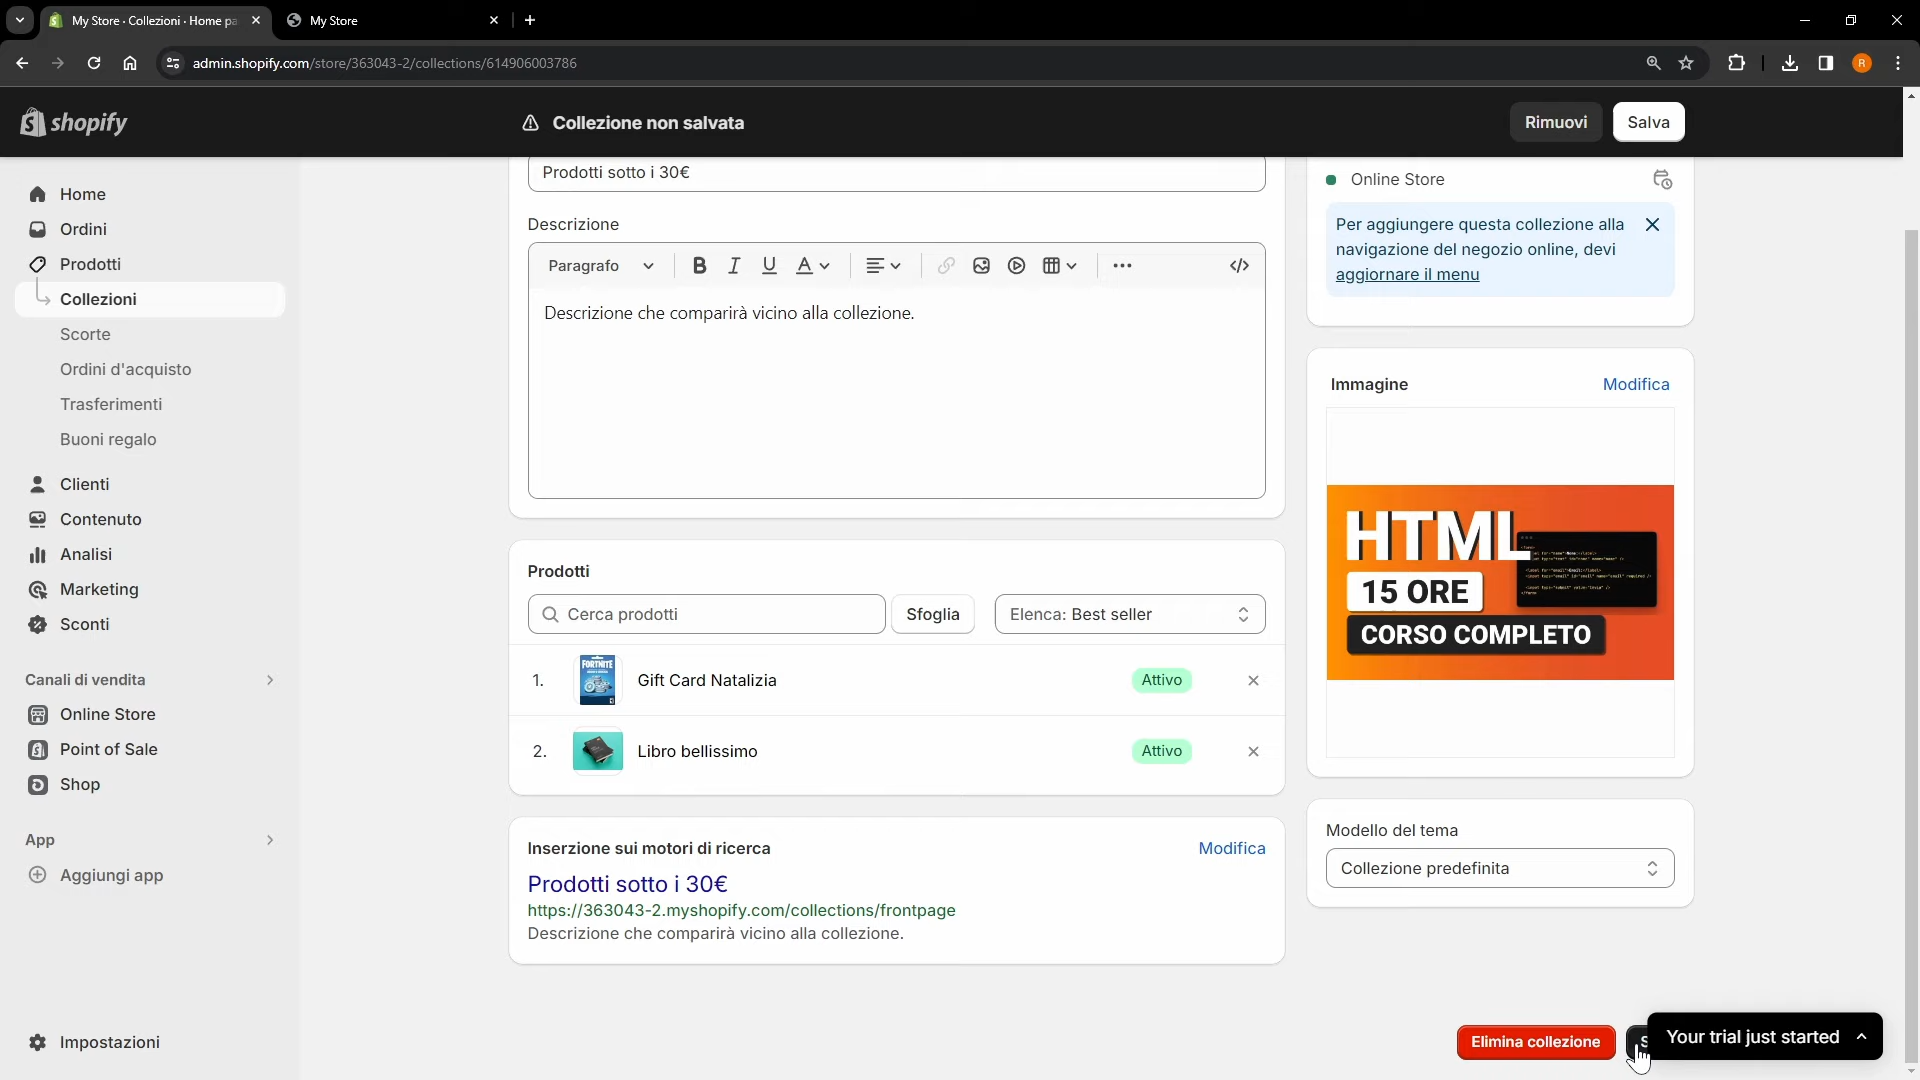 My Store · Collezioni · Home pa
My Store
admin.shopify.com/store/363043-2/collections/614906003786
R
shopify
Collezione non salvata
Rimuovi
Salva
Home
Ordini
Prodotti
Collezioni
Scorte
Ordini d'acquisto
Trasferimenti
Buoni regalo
Clienti
Contenuto
Analisi
Marketing
Sconti
Canali di vendita
Online Store
Point of Sale
Shop
App
Aggiungi app
Impostazioni
Prodotti sotto i 30€
Descrizione
Paragrafo
B I U A
Descrizione che comparirà vicino alla collezione.
Prodotti
Cerca prodotti
Sfoglia
Elenca: Best seller
1.
FORTNITE
Gift Card Natalizia
Attivo
2.
Libro bellissimo
Attivo
Inserzione sui motori di ricerca
Modifica
Prodotti sotto i 30€
https://363043-2.myshopify.com/collections/frontpage
Descrizione che comparirà vicino alla collezione.
Online Store
Per aggiungere questa collezione alla
navigazione del negozio online, devi
aggiornare il menu
Immagine
Modifica
HTML
15 ORE
CORSO COMPLETO
Modello del tema
Collezione predefinita
Elimina collezione
S
Your trial just started